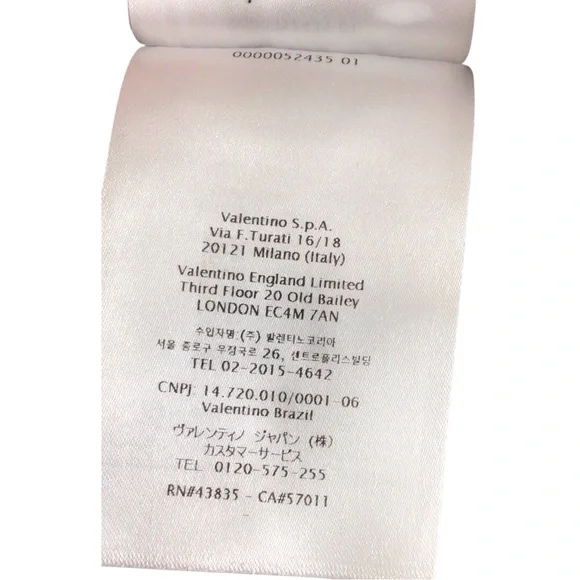 0000052435 01
Valentino S.p.A.
Via F.Turati 16/18
20121 Milano (Italy)
Valentino England Limited
Third Floor 20 Old Bailey
LONDON EC4M 7AN
수입자명:(주) 발렌티노코리아
서울 종로구 우정국로 26, 센트로폴리스빌딩
TEL 02-2015-4642
CNPJ: 14.720.010/0001-06
Valentino Brazil
ヴァレンティノ ジャパン (株)
カスタマーサービス
TEL 0120-575-255
RN#43835 - CA#57011